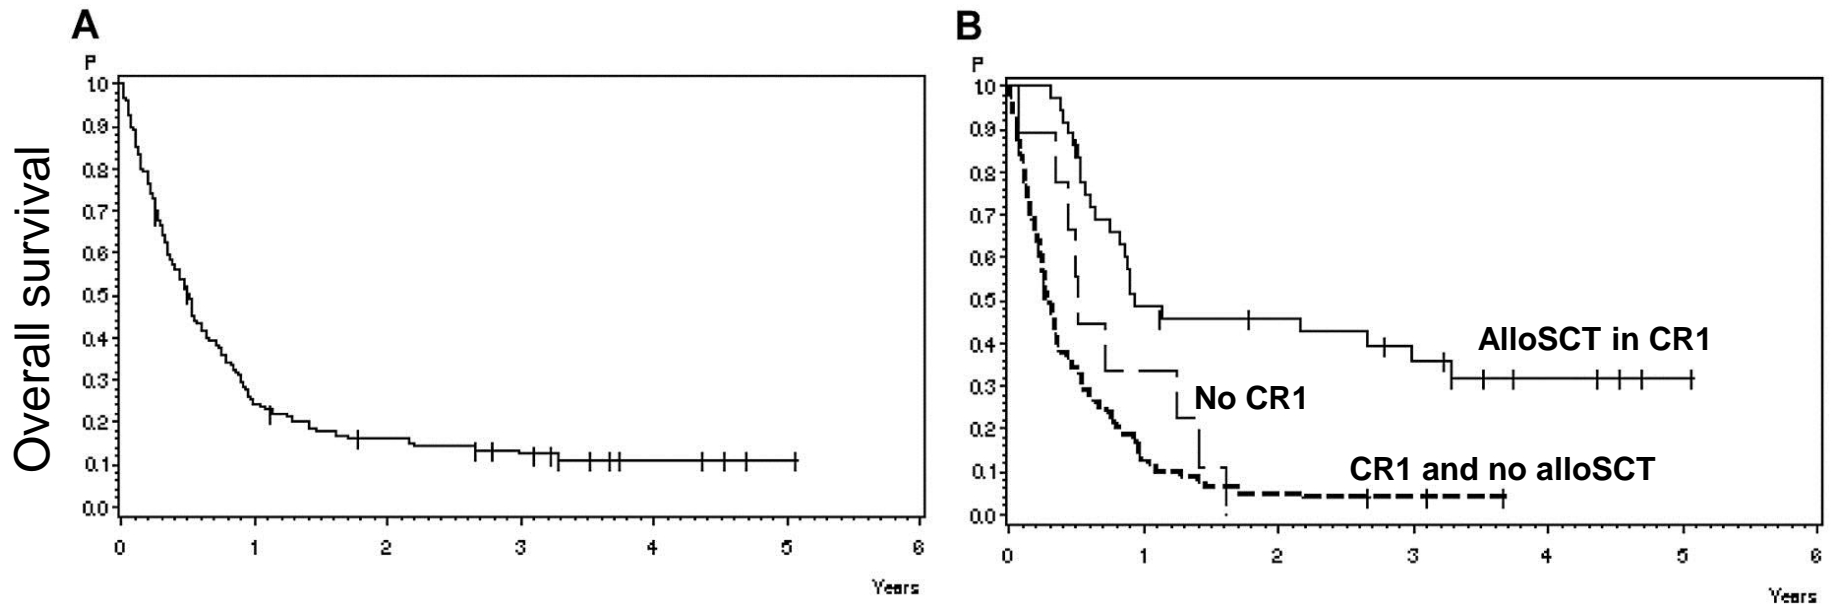 A
B
P
P
Overall survival
1.0
0.9
0.8
0.7
0.6
0.5
0.4
0.3
0.2
0.1
0.0
0 1 2 3 4 5 6
Years
1.0
0.9
0.8
0.7
0.6
0.5
0.4
0.3
0.2
0.1
0.0
AlloSCT in CR1
No CR1
CR1 and no alloSCT
0 1 2 3 4 5 6
Years